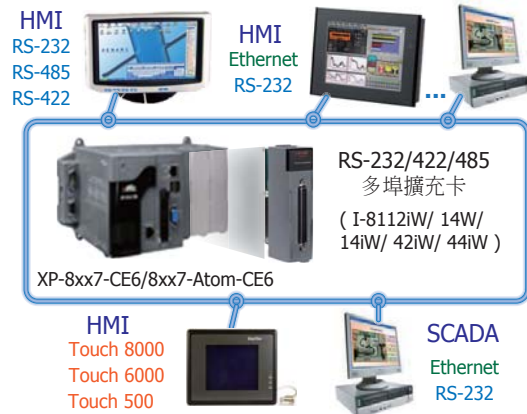 HMI
RS-232
RS-485
RS-422
HMI
Ethernet
RS-232
...
RS-232/422/485
多埠擴充卡
( I-8112iW/ 14W/
14iW/ 42iW/ 44iW )
XP-8xx7-CE6/8xx7-Atom-CE6
HMI
Touch 8000
Touch 6000
Touch 500
SCADA
Ethernet
RS-232